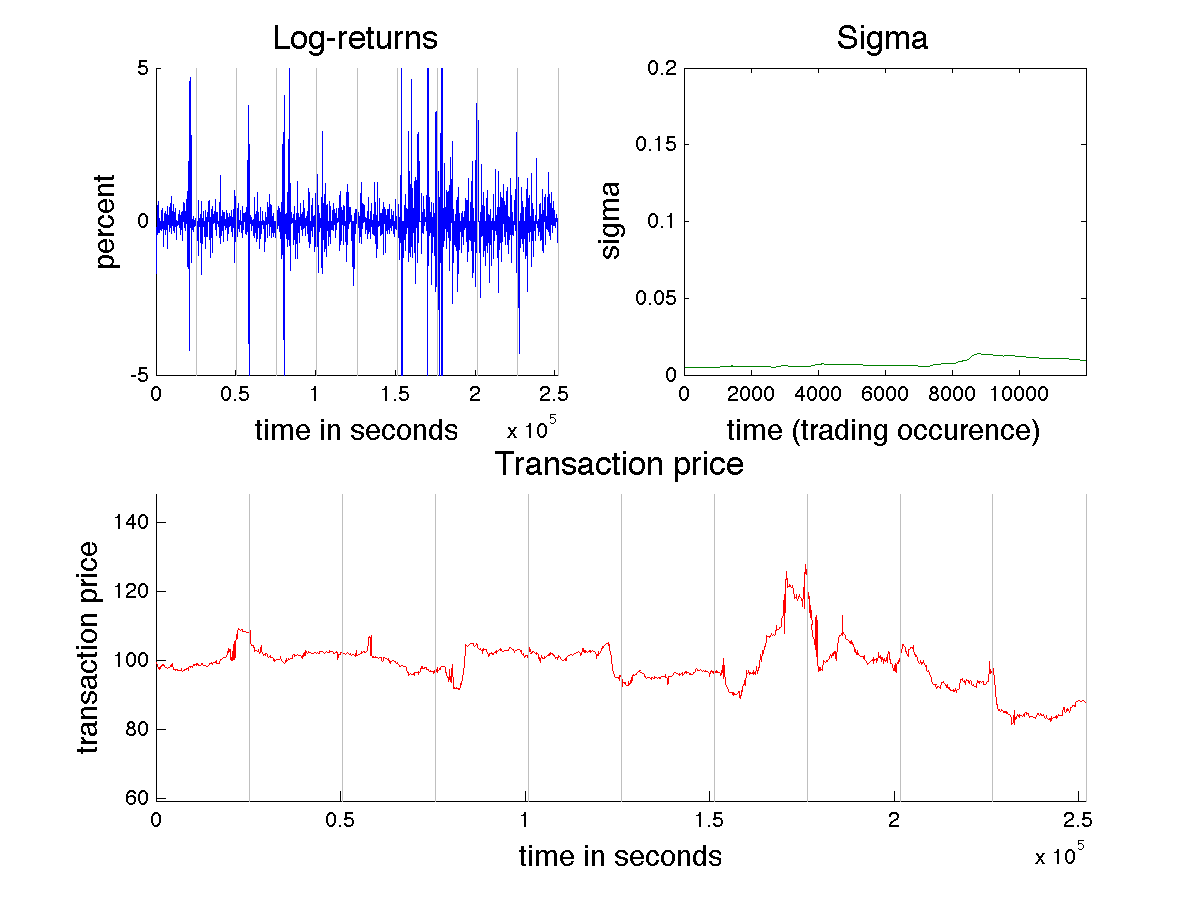 Log-returns
5
0
-5
percent
0 0.5 1 1.5 2 2.5
x 10^5
time in seconds
Sigma
0.2
0.15
0.1
0.05
0
sigma
0 2000 4000 6000 8000 10000
time (trading occurence)
Transaction price
140
120
100
80
60
transaction price
0 0.5 1 1.5 2 2.5
x 10^5
time in seconds